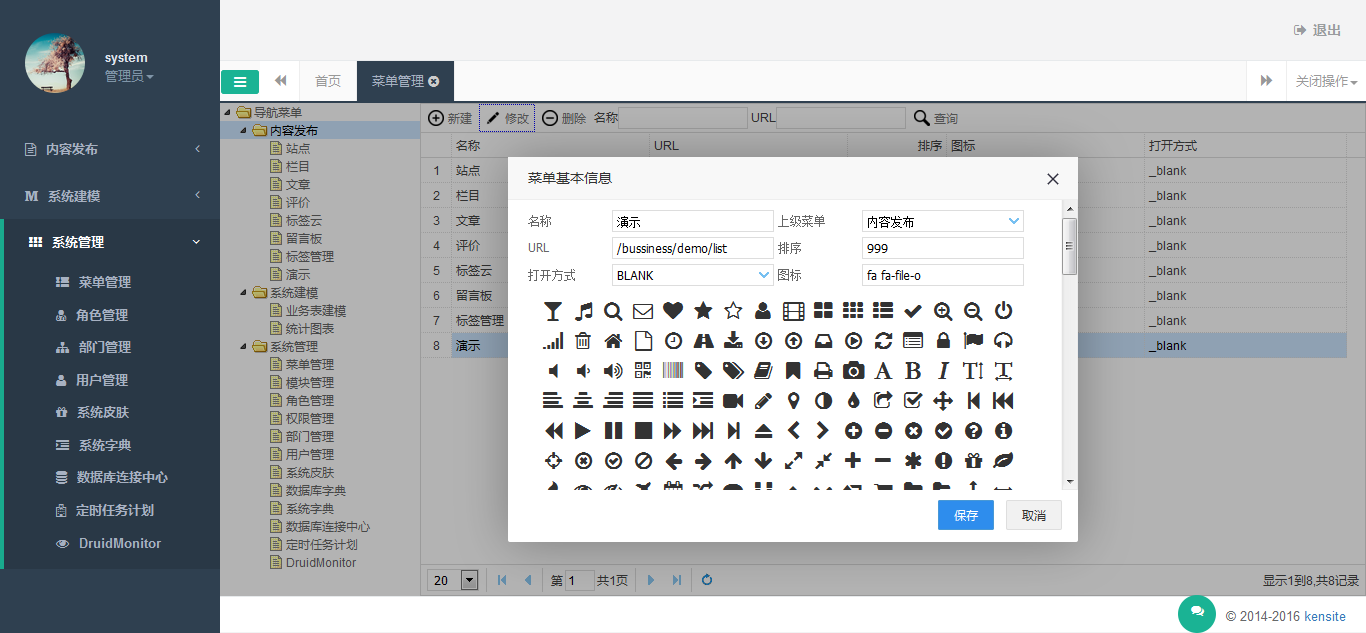 system
管理员
内容发布
系统建模
系统管理
菜单管理
角色管理
部门管理
用户管理
系统皮肤
系统字典
数据库连接中心
定时任务计划
DruidMonitor
退出
首页
菜单管理
关闭操作
导航菜单
内容发布
站点
栏目
文章
评价
标签云
留言板
标签管理
演示
系统建模
业务表建模
统计图表
系统管理
菜单管理
模块管理
角色管理
权限管理
部门管理
用户管理
系统皮肤
数据库字典
系统字典
数据库连接中心
定时任务计划
DruidMonitor
新建 修改 删除 名称 URL 查询
名称 URL 排序 图标 打开方式
1 站点 _blank
2 栏目 _blank
3 文章 _blank
4 评价 _blank
5 标签云 _blank
6 留言板 _blank
7 标签管理 _blank
8 演示 _blank
菜单基本信息
名称 演示 上级菜单 内容发布
URL /bussiness/demo/list 排序 999
打开方式 BLANK 图标 fa fa-file-o
保存 取消
20 第 1 共1页 显示1到8,共8记录
© 2014-2016 kensite